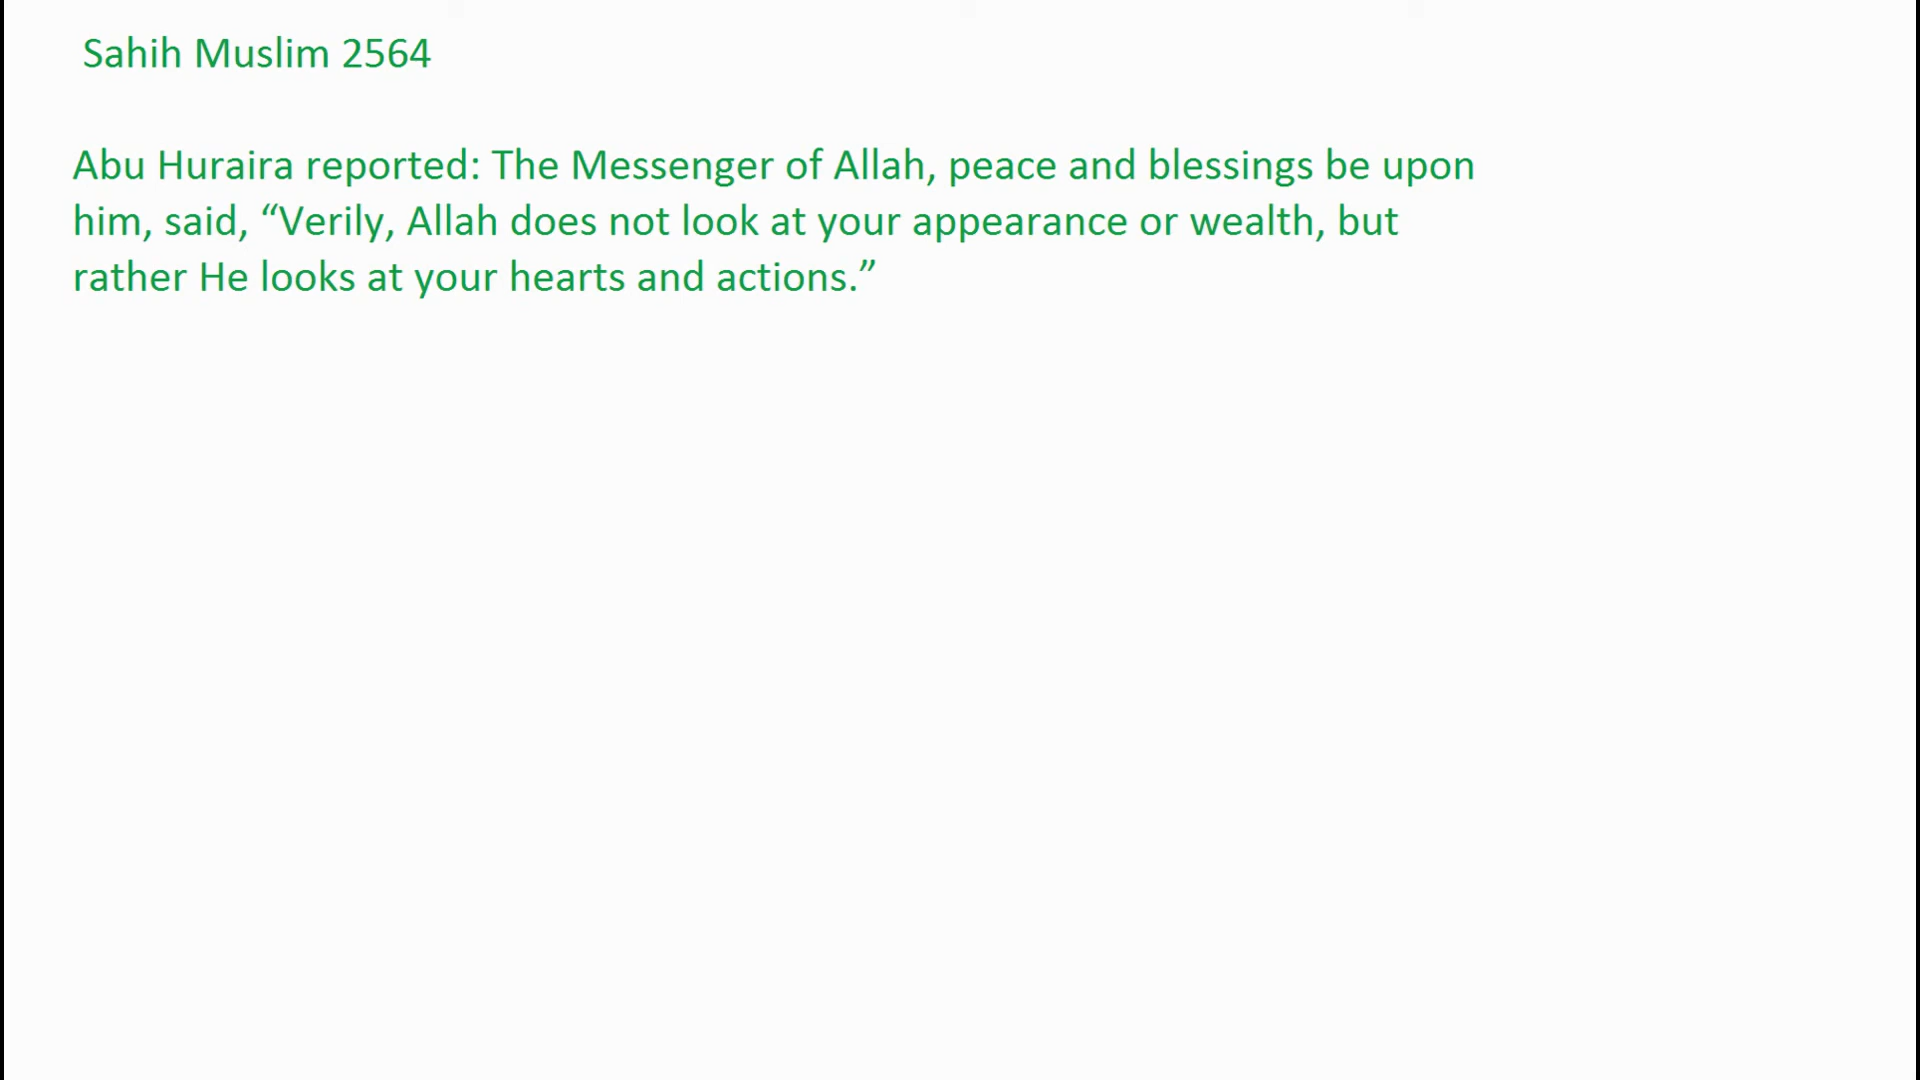 Sahih Muslim 2564
Abu Huraira reported: The Messenger of Allah, peace and blessings be upon
him, said, “Verily, Allah does not look at your appearance or wealth, but
rather He looks at your hearts and actions.”